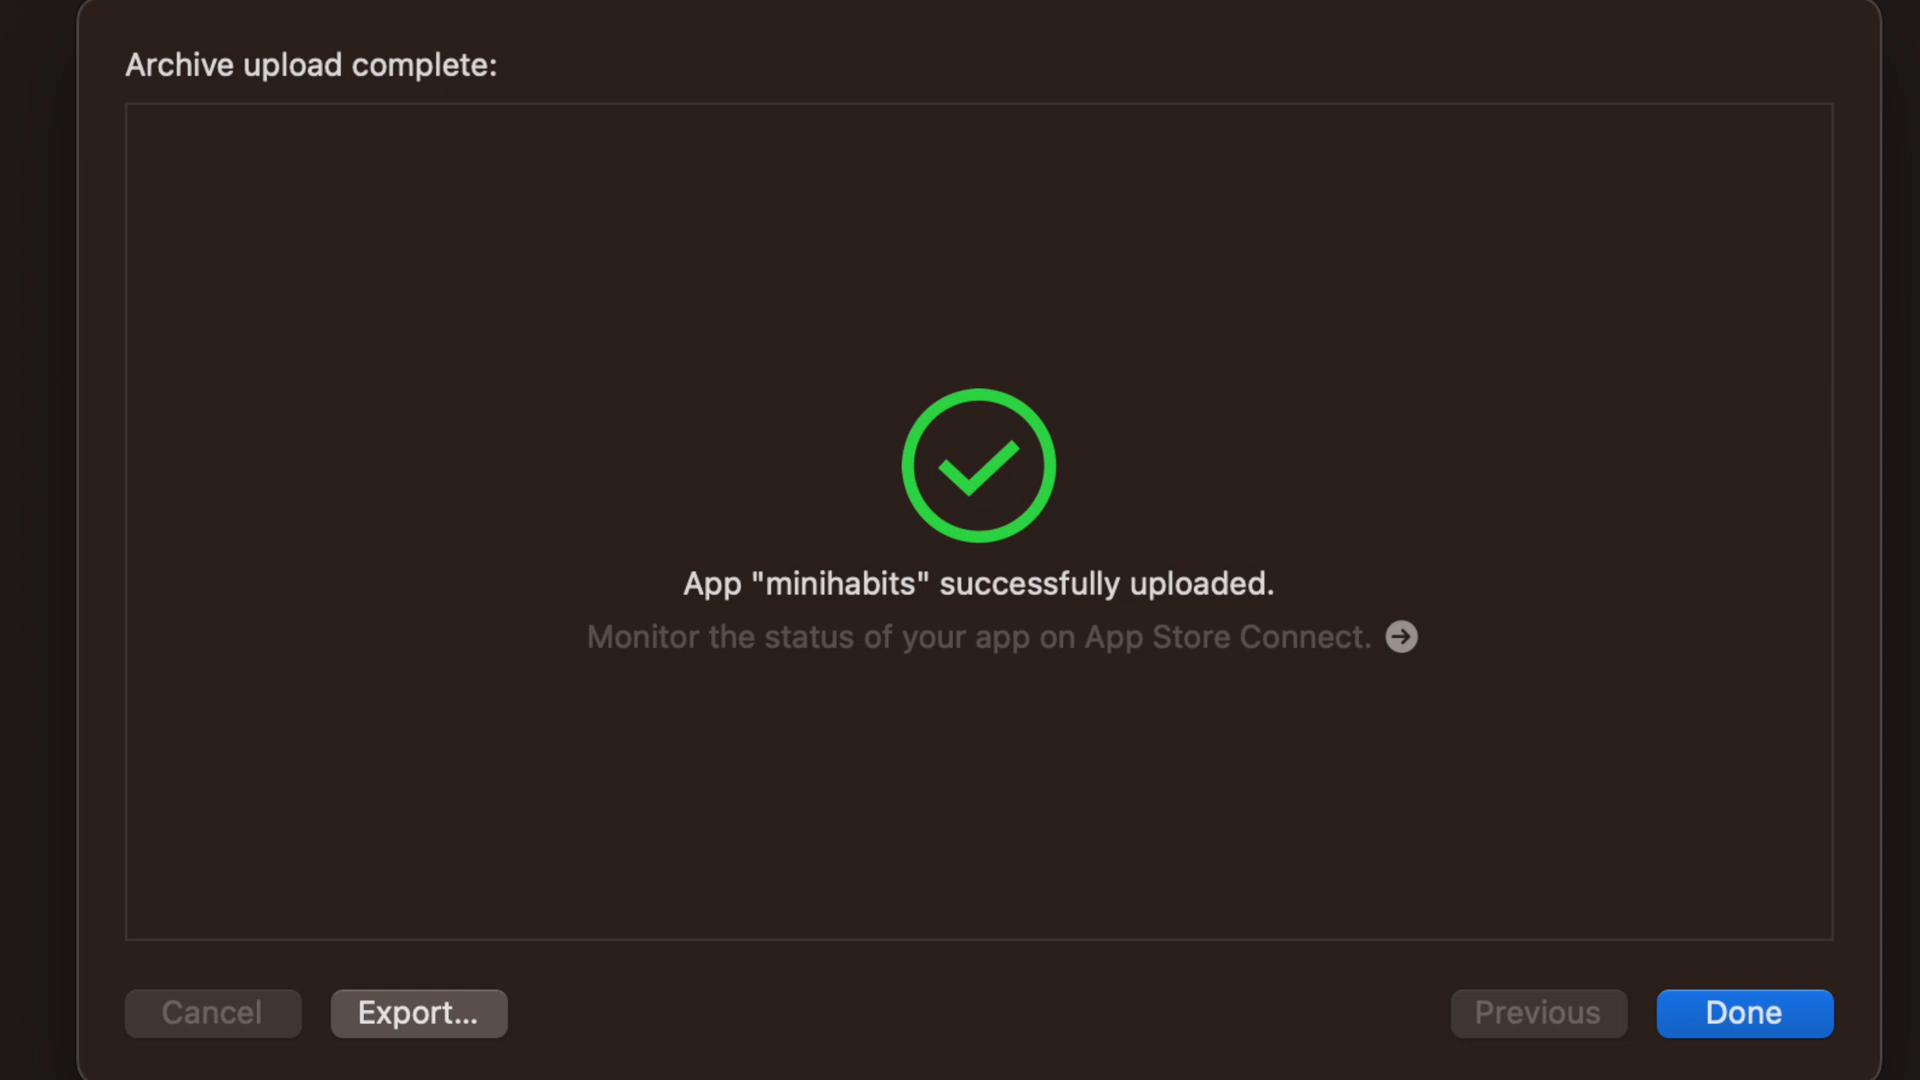 Archive upload complete:
App "minihabits" successfully uploaded.
Monitor the status of your app on App Store Connect.
Cancel
Export...
Previous
Done